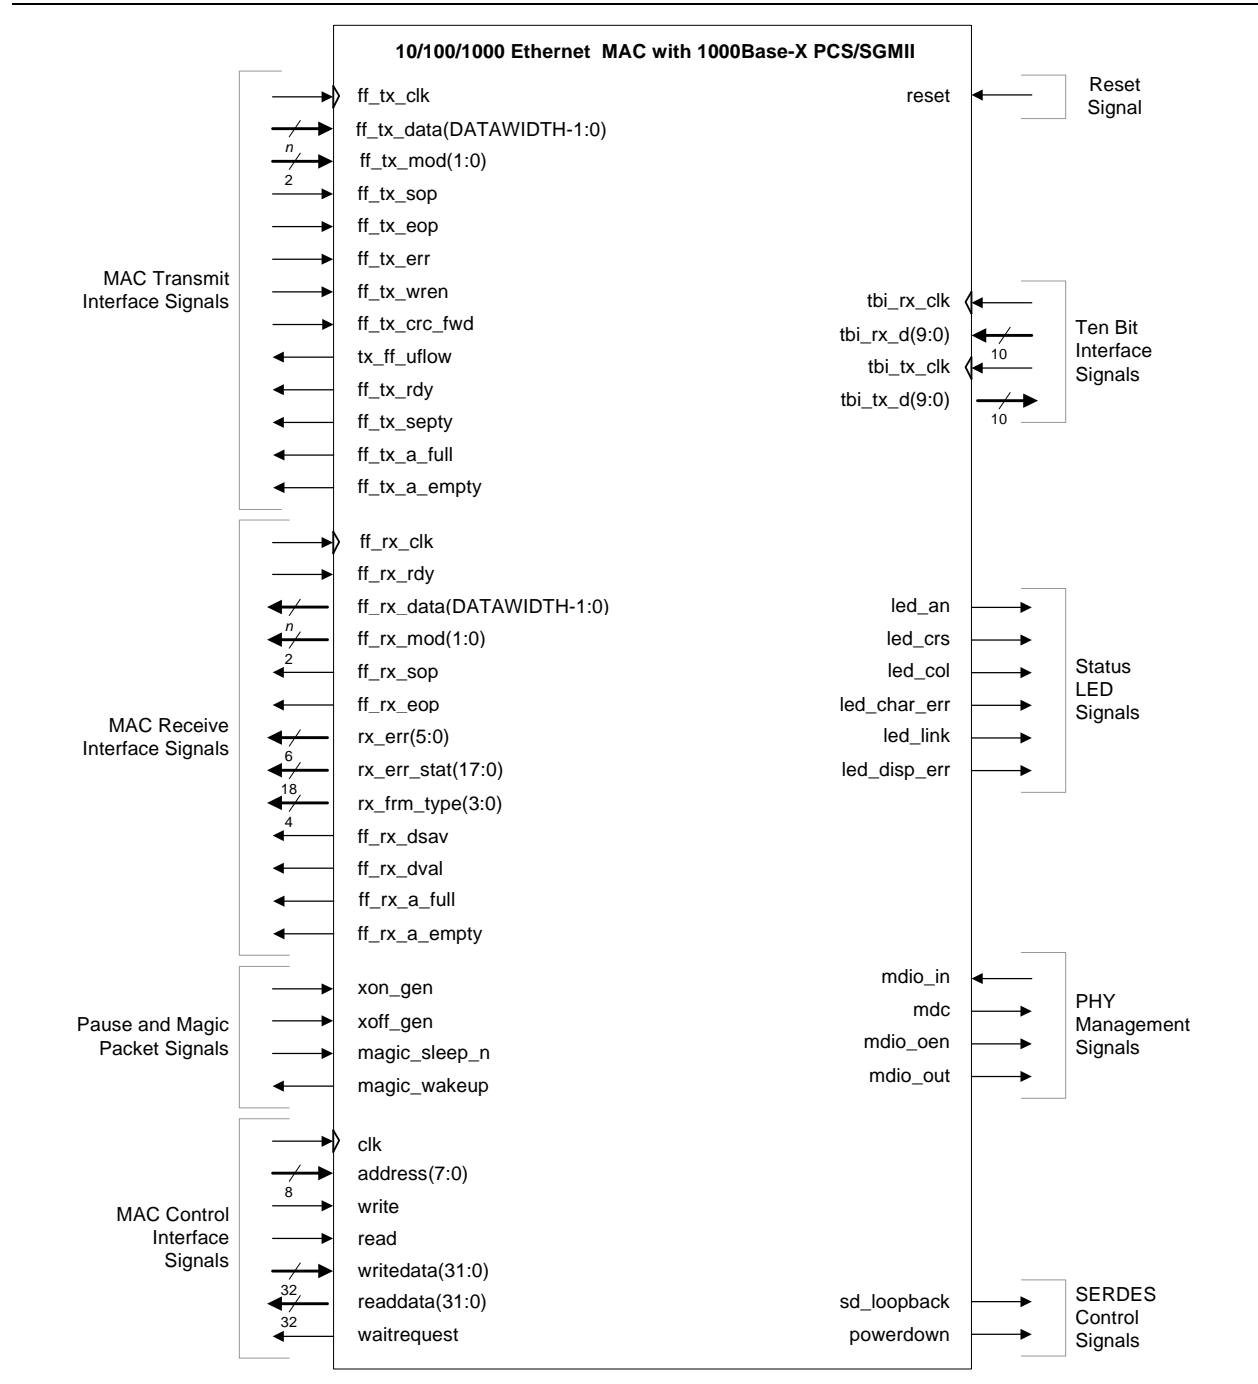 10/100/1000 Ethernet MAC with 1000Base-X PCS/SGMII
MAC Transmit
Interface Signals
ff_tx_clk
ff_tx_data(DATAWIDTH-1:0)
n
ff_tx_mod(1:0)
2
ff_tx_sop
ff_tx_eop
ff_tx_err
ff_tx_wren
ff_tx_crc_fwd
tx_ff_uflow
ff_tx_rdy
ff_tx_septy
ff_tx_a_full
ff_tx_a_empty
MAC Receive
Interface Signals
ff_rx_clk
ff_rx_rdy
ff_rx_data(DATAWIDTH-1:0)
n
ff_rx_mod(1:0)
2
ff_rx_sop
ff_rx_eop
rx_err(5:0)
6
rx_err_stat(17:0)
18
rx_frm_type(3:0)
4
ff_rx_dsav
ff_rx_dval
ff_rx_a_full
ff_rx_a_empty
Pause and Magic
Packet Signals
xon_gen
xoff_gen
magic_sleep_n
magic_wakeup
MAC Control
Interface
Signals
clk
address(7:0)
8
write
read
writedata(31:0)
32
readdata(31:0)
32
waitrequest
reset
Reset
Signal
tbi_rx_clk
tbi_rx_d(9:0)
10
tbi_tx_clk
tbi_tx_d(9:0)
10
Ten Bit
Interface
Signals
led_an
led_crs
led_col
led_char_err
led_link
led_disp_err
Status
LED
Signals
mdio_in
mdc
mdio_oen
mdio_out
PHY
Management
Signals
sd_loopback
powerdown
SERDES
Control
Signals